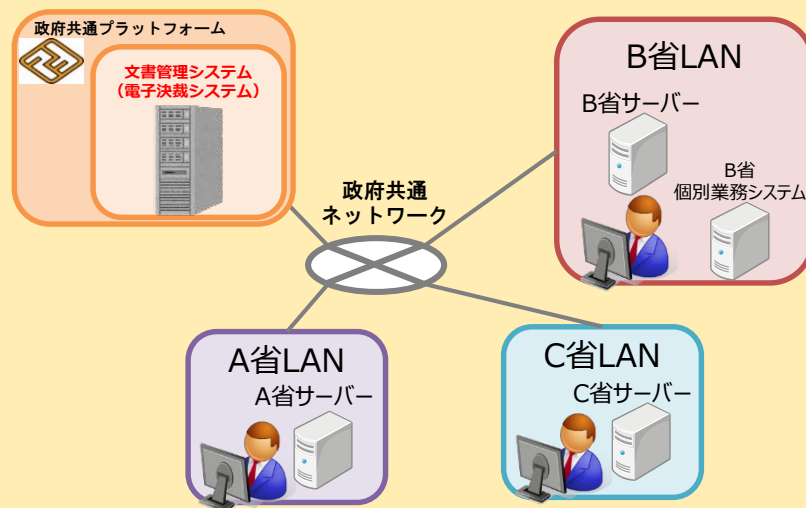 政府共通プラットフォーム
文書管理システム
（電子決裁システム）
B省LAN
B省サーバー
B省
個別業務システム
政府共通
ネットワーク
A省LAN
A省サーバー
C省LAN
C省サーバー